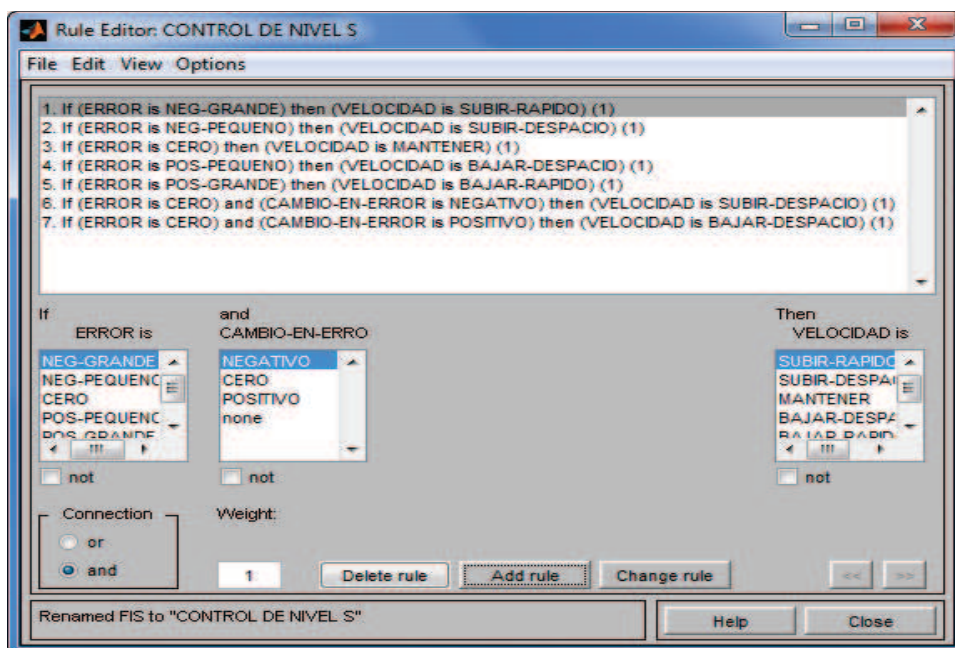 Rule Editor: CONTROL DE NIVEL S
File Edit View Options
1. If (ERROR is NEG-GRANDE) then (VELOCIDAD is SUBIR-RAPIDO) (1)
2. If (ERROR is NEG-PEQUENO) then (VELOCIDAD is SUBIR-DESPACIO) (1)
3. If (ERROR is CERO) then (VELOCIDAD is MANTENER) (1)
4. If (ERROR is POS-PEQUENO) then (VELOCIDAD is BAJAR-DESPACIO) (1)
5. If (ERROR is POS-GRANDE) then (VELOCIDAD is BAJAR-RAPIDO) (1)
6. If (ERROR is CERO) and (CAMBIO-EN-ERROR is NEGATIVO) then (VELOCIDAD is SUBIR-DESPACIO) (1)
7. If (ERROR is CERO) and (CAMBIO-EN-ERROR is POSITIVO) then (VELOCIDAD is BAJAR-DESPACIO) (1)
If
ERROR is
NEG-GRANDE
NEG-PEQUENC
CERO
POS-PEQUENC
POS-GRANDE
not
and
CAMBIO-EN-ERRO
NEGATIVO
CERO
POSITIVO
none
not
Then
VELOCIDAD is
SUBIR-RAPIDO
SUBIR-DESPAI
MANTENER
BAJAR-DESPA
BAJAR-RAPID
not
Connection
or
and
Weight:
1
Delete rule
Add rule
Change rule
<<
>>
Renamed FIS to "CONTROL DE NIVEL S"
Help
Close